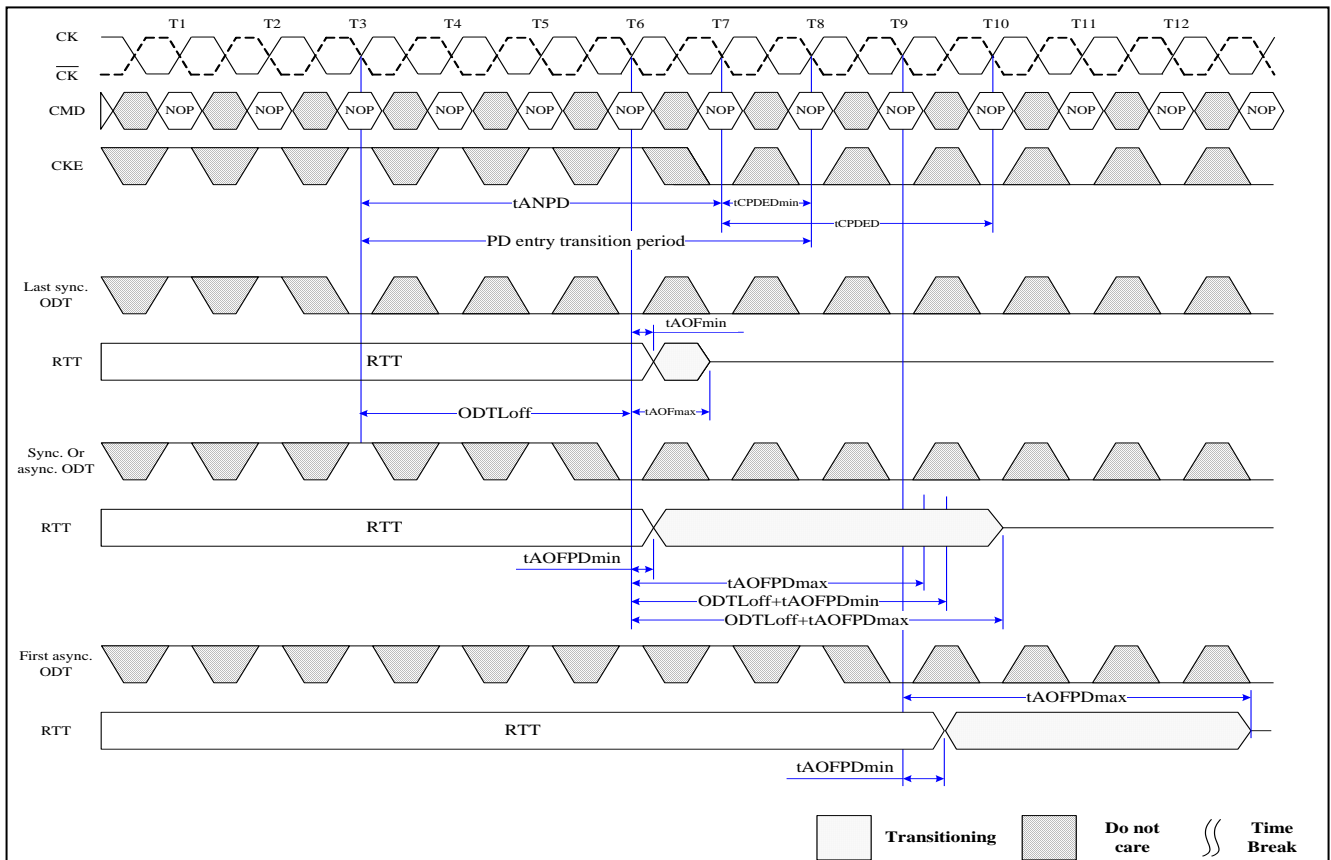 T1 T2 T3 T4 T5 T6 T7 T8 T9 T10 T11 T12
CK
CK
CMD NOP NOP NOP NOP NOP NOP NOP NOP NOP NOP NOP NOP NOP
CKE
tANPD tCPDEDmin
tCPDED
PD entry transition period
Last sync.
ODT
tAOFmin
RTT RTT
ODTLoff tAOFmax
Sync. Or
async. ODT
RTT RTT
tAOFPDmin
tAOFPDmax
ODTLoff+tAOFPDmin
ODTLoff+tAOFPDmax
First async.
ODT
tAOFPDmax
RTT RTT
tAOFPDmin
Transitioning
Do not
care
Time
Break